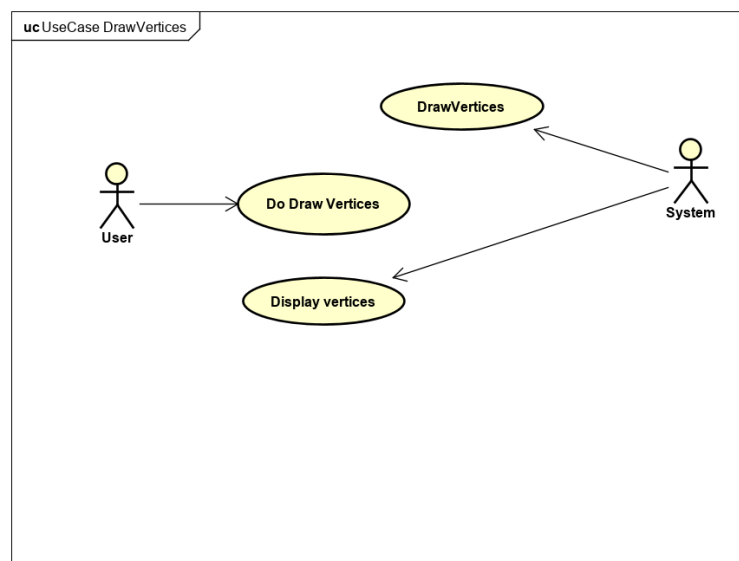 uc UseCase DrawVertices
DrawVertices
Do Draw Vertices
User
System
Display vertices